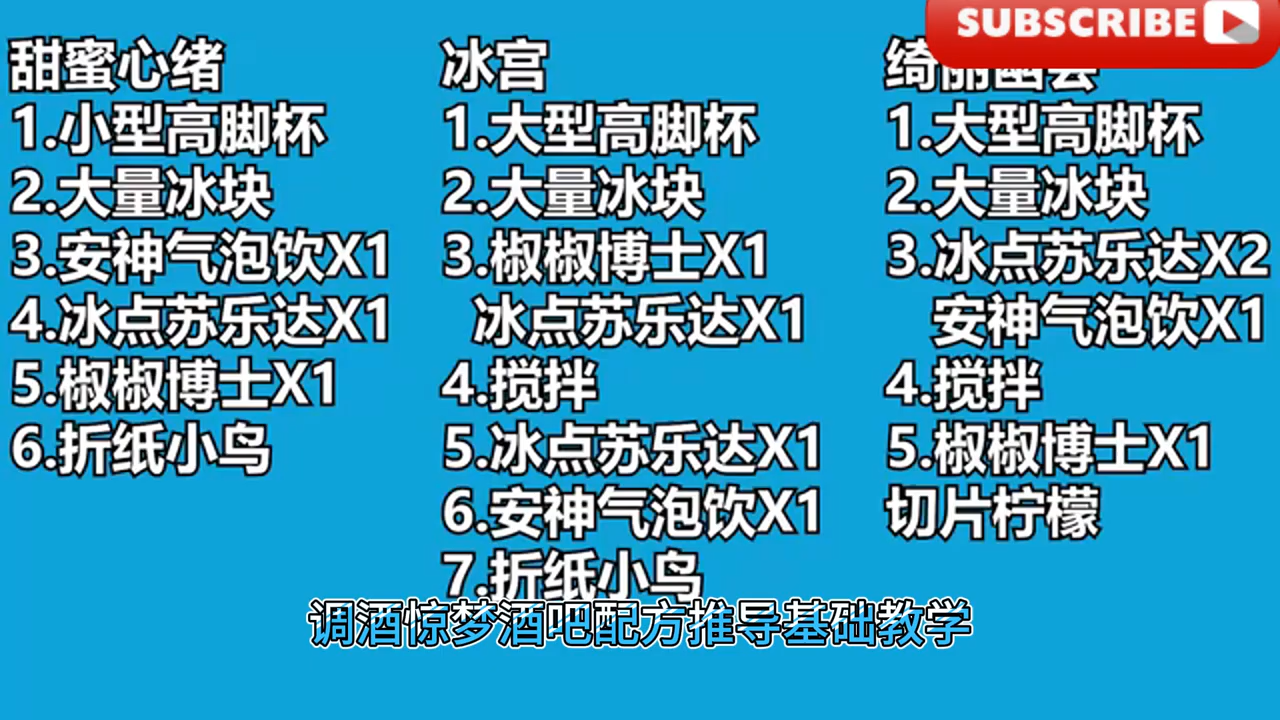 SUBSCRIBE
甜蜜心绪
1.小型高脚杯
2.大量冰块
3.安神气泡饮X1
4.冰点苏乐达X1
5.椒椒博士X1
6.折纸小鸟
冰宫
1.大型高脚杯
2.大量冰块
3.椒椒博士X1
冰点苏乐达X1
4.搅拌
5.冰点苏乐达X1
6.安神气泡饮X1
7.折纸小鸟
绮丽
1.大型高脚杯
2.大量冰块
3.冰点苏乐达X2
安神气泡饮X1
4.搅拌
5.椒椒博士X1
切片柠檬
调酒惊梦酒吧配方推导基础教学